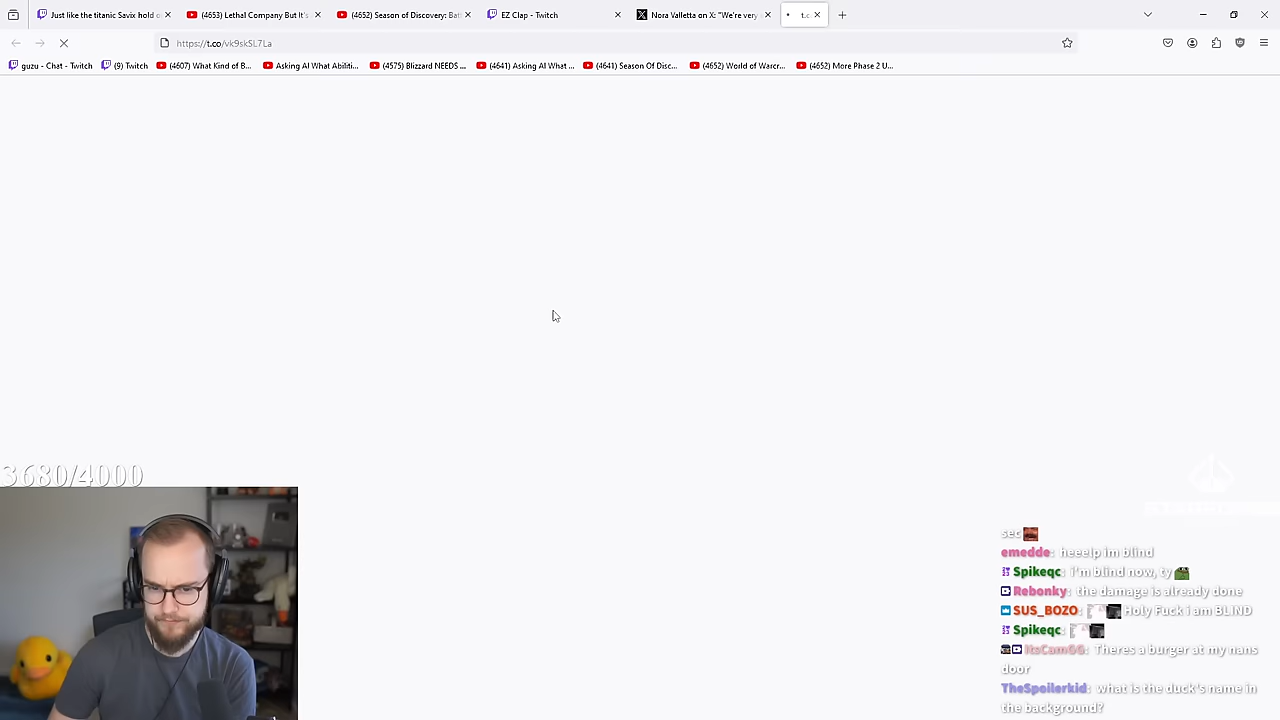 Just like the titanic Savix hold o
(4653) Lethal Company But It's
(4652) Season of Discovery: Bal
EZ Clap - Twitch
Nora Valletta on X: "We're very
t.c
https://t.co/vk9skSL7La
guzu - Chat - Twitch
(9) Twitch
(4607) What Kind of B...
Asking AI What Abiliti...
(4575) Blizzard NEEDS ...
(4641) Asking AI What ...
(4641) Season Of Disc...
(4652) World of Warcr...
(4652) More Phase 2 U...
3680/4000
sec
emedde: heeelp im blind
Spikeqc: i'm blind now, ty
Rebonky: the damage is already done
SUS_BOZO: Holy Fuck i am BLIND
Spikeqc:
ItsCamGG: Theres a burger at my nans
door
TheSpoilerkid: what is the duck's name in
the background?